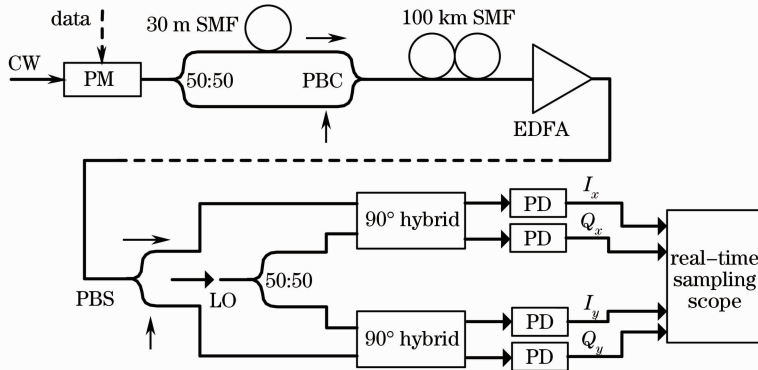 data
30 m SMF
100 km SMF
CW
PM
50:50
PBC
EDFA
90° hybrid
PD
I_x
PD
Q_x
PBS
LO
50:50
real-time
sampling
scope
90° hybrid
PD
I_y
PD
Q_y